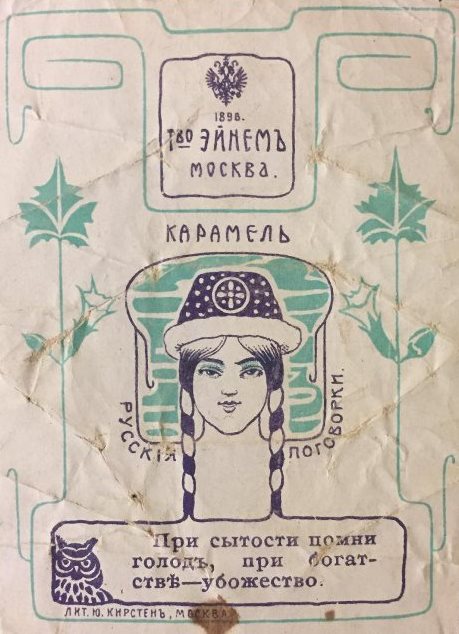 1896.
Т-ВО ЭЙНЕМЪ
МОСКВА.
КАРАМЕЛЬ
РУССКІЯ ПОГОВОРКИ.
При сытости помни
голодъ, при богат-
ствѣ—убожество.
ЛИТ. Ю. КИРСТЕНЪ, МОСКВА.